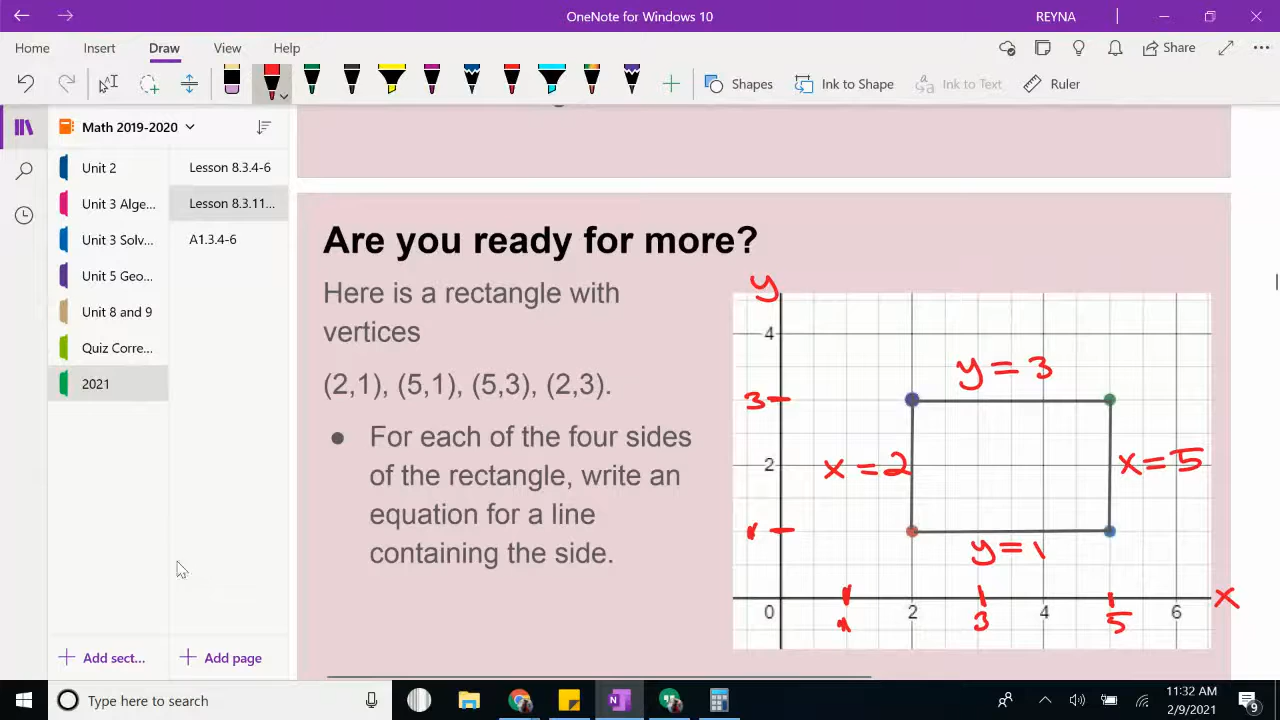 OneNote for Windows 10
REYNA
Home Insert Draw View Help
Share
Shapes Ink to Shape Ink to Text Ruler
Math 2019-2020
Unit 2
Unit 3 Alge...
Unit 3 Solv...
Unit 5 Geo...
Unit 8 and 9
Quiz Corre...
2021
Lesson 8.3.4-6
Lesson 8.3.11...
A1.3.4-6
Add sect...
Add page
Are you ready for more?
Here is a rectangle with
vertices
(2,1), (5,1), (5,3), (2,3).
● For each of the four sides
of the rectangle, write an
equation for a line
containing the side.
y
4
y = 3
3
x = 2
2
x = 5
1
y = 1
x
0 1 2 3 4 5 6
Type here to search
11:32 AM
2/9/2021
9